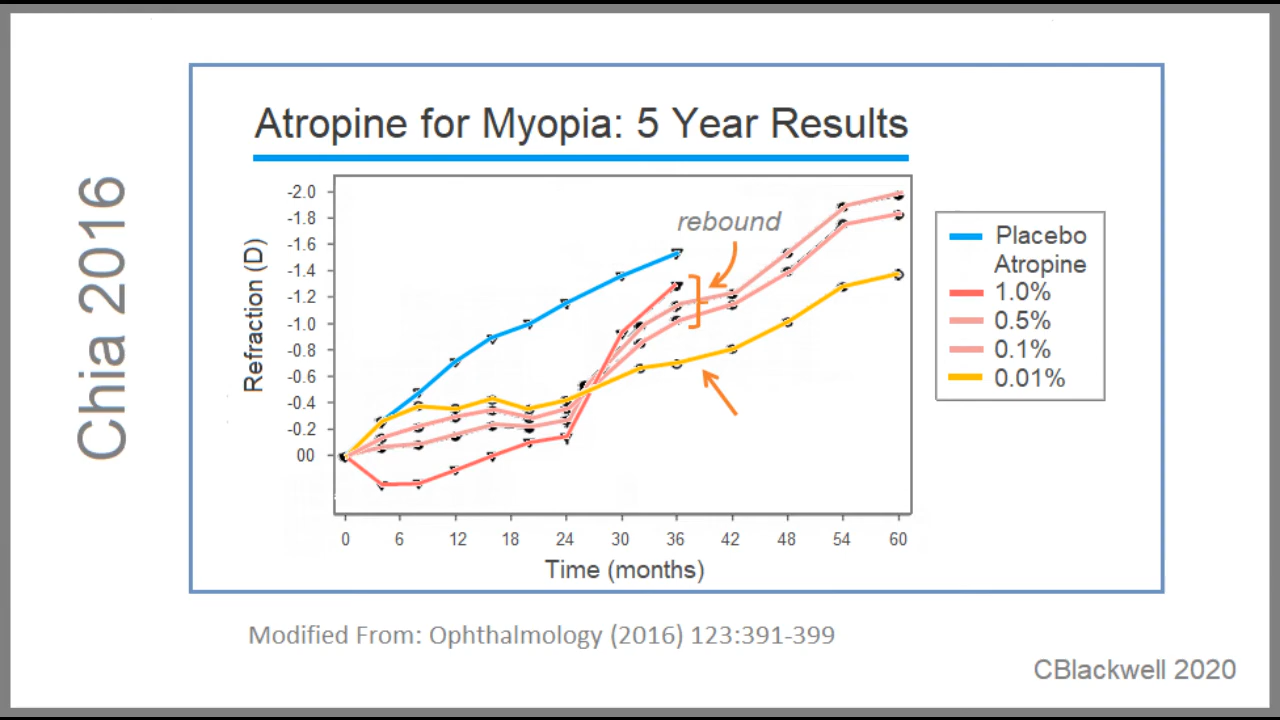 Chia 2016
Atropine for Myopia: 5 Year Results
Refraction (D)
-2.0
-1.8
-1.6
-1.4
-1.2
-1.0
-0.8
-0.6
-0.4
-0.2
00
rebound
0 6 12 18 24 30 36 42 48 54 60
Time (months)
Placebo
Atropine
1.0%
0.5%
0.1%
0.01%
Modified From: Ophthalmology (2016) 123:391-399
CBlackwell 2020